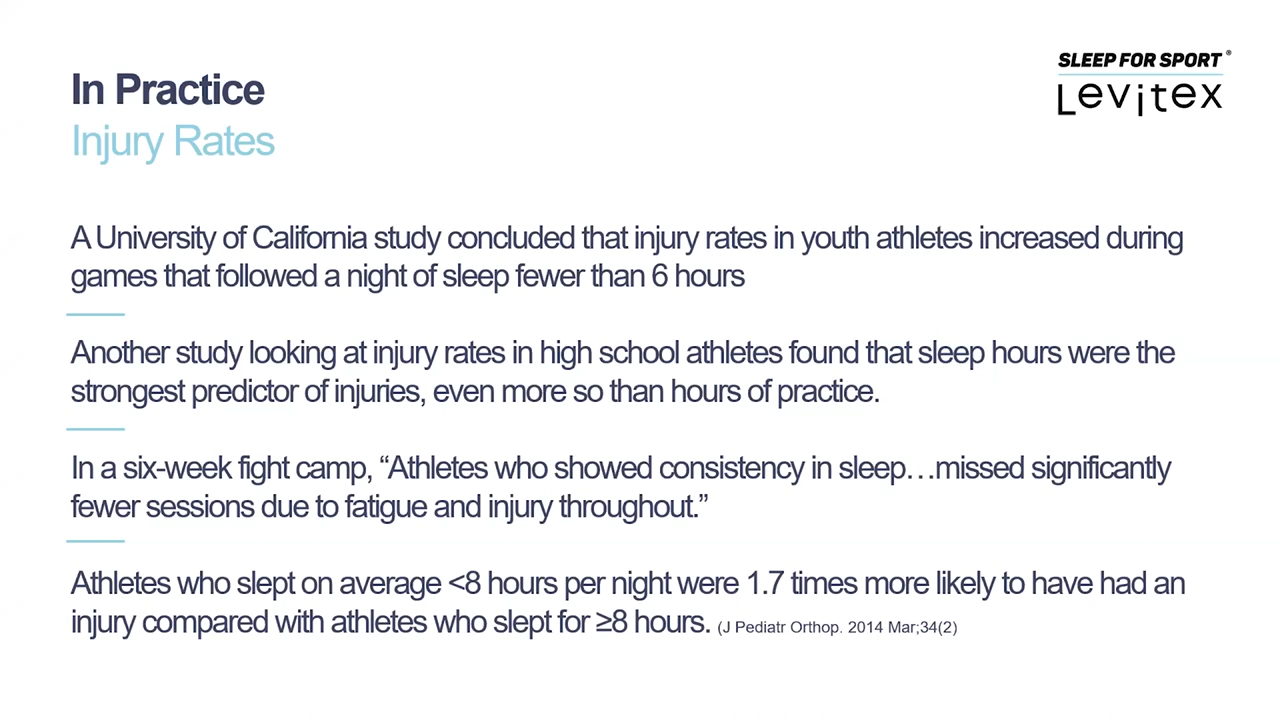 In Practice
Injury Rates
SLEEP FOR SPORT®
Levitex
A University of California study concluded that injury rates in youth athletes increased during
games that followed a night of sleep fewer than 6 hours
Another study looking at injury rates in high school athletes found that sleep hours were the
strongest predictor of injuries, even more so than hours of practice.
In a six-week fight camp, “Athletes who showed consistency in sleep…missed significantly
fewer sessions due to fatigue and injury throughout.”
Athletes who slept on average <8 hours per night were 1.7 times more likely to have had an
injury compared with athletes who slept for ≥8 hours. (J Pediatr Orthop. 2014 Mar;34(2)